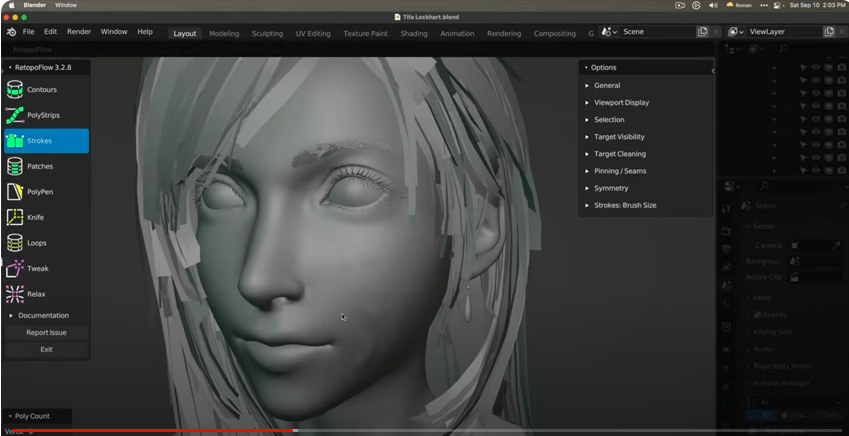 Blender Window
Roman ••• Sat Sep 10 2:03 PM
Tifa Lockhart.blend
File Edit Render Window Help
Layout Modeling Sculpting UV Editing Texture Paint Shading Animation Rendering Compositing G
Scene
ViewLayer
RetopoFlow
RetopoFlow 3.2.8
Contours
PolyStrips
Strokes
Patches
PolyPen
Knife
Loops
Tweak
Relax
Documentation
Report Issue
Exit
Poly Count
Verts:
Options
General
Viewport Display
Selection
Target Visibility
Target Cleaning
Pinning / Seams
Symmetry
Strokes: Brush Size
Scene
Scene
Camera
Backgrou..
Active Clip
Units
Gravity
Keying Sets
Audio
Rigid Body World
N-Panel Manager
All